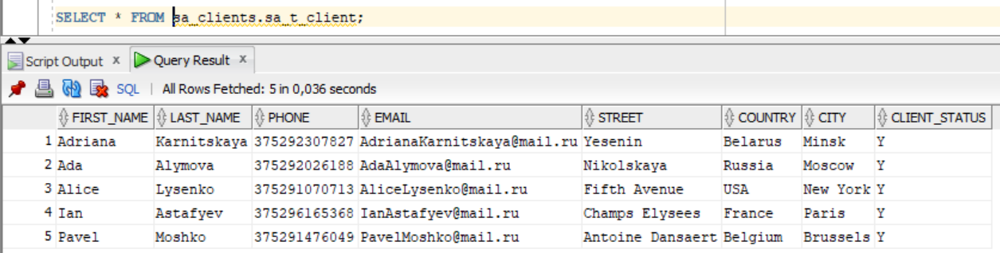 SELECT * FROM sa_clients.sa_t_client;
Script Output x Query Result x
SQL | All Rows Fetched: 5 in 0,036 seconds
FIRST_NAME LAST_NAME PHONE EMAIL STREET COUNTRY CITY CLIENT_STATUS
1 Adriana Karnitskaya 375292307827 AdrianaKarnitskaya@mail.ru Yesenin Belarus Minsk Y
2 Ada Alymova 375292026188 AdaAlymova@mail.ru Nikolskaya Russia Moscow Y
3 Alice Lysenko 375291070713 AliceLysenko@mail.ru Fifth Avenue USA New York Y
4 Ian Astafyev 375296165368 IanAstafyev@mail.ru Champs Elysees France Paris Y
5 Pavel Moshko 375291476049 PavelMoshko@mail.ru Antoine Dansaert Belgium Brussels Y